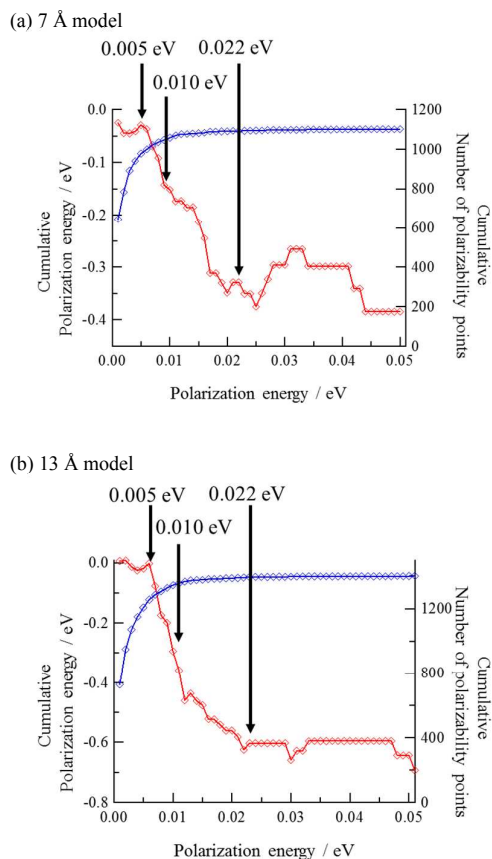 (a) 7 Å model
0.005 eV
0.022 eV
0.010 eV
0.0
-0.1
-0.2
-0.3
-0.4
1200
1000
800
600
400
200
0
Cumulative
Polarization energy / eV
Cumulative
Number of polarizability points
0.00
0.01
0.02
0.03
0.04
0.05
Polarization energy / eV
(b) 13 Å model
0.005 eV
0.022 eV
0.010 eV
0.0
-0.2
-0.4
-0.6
-0.8
1200
800
400
0
Cumulative
Polarization energy / eV
Cumulative
Number of polarizability points
0.00
0.01
0.02
0.03
0.04
0.05
Polarization energy / eV